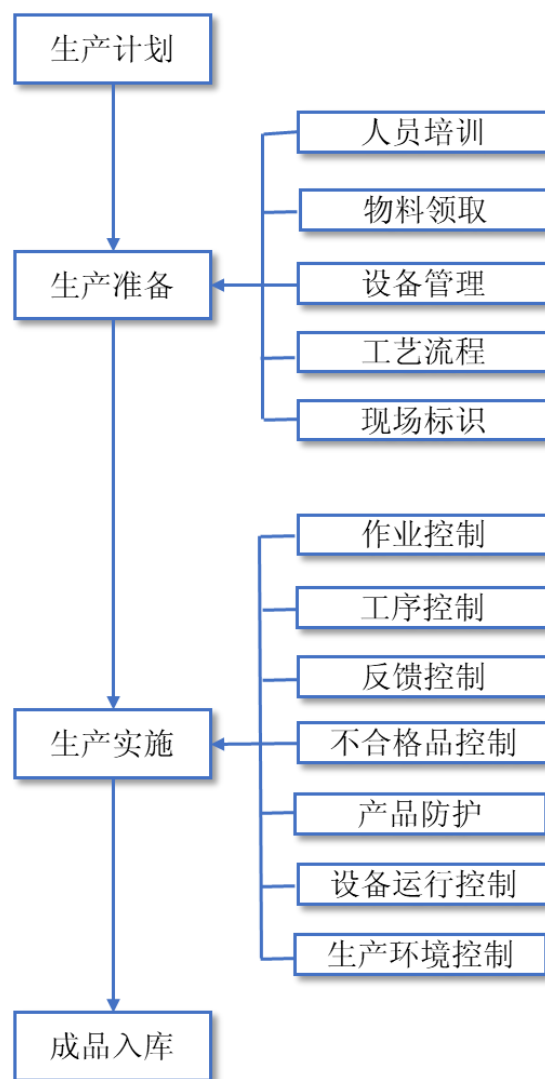 生产计划
人员培训
物料领取
生产准备
设备管理
工艺流程
现场标识
作业控制
工序控制
反馈控制
生产实施
不合格品控制
产品防护
设备运行控制
生产环境控制
成品入库